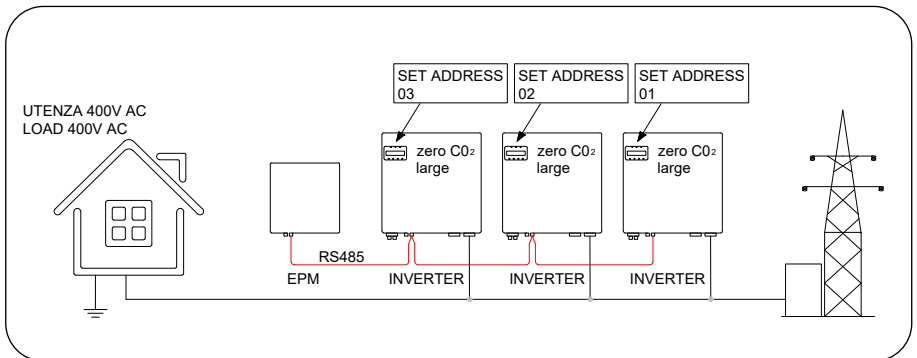 SET ADDRESS
03
SET ADDRESS
02
SET ADDRESS
01
UTENZA 400V AC
LOAD 400V AC
zero C0₂
large
zero C0₂
large
zero C0₂
large
RS485
EPM
INVERTER
INVERTER
INVERTER